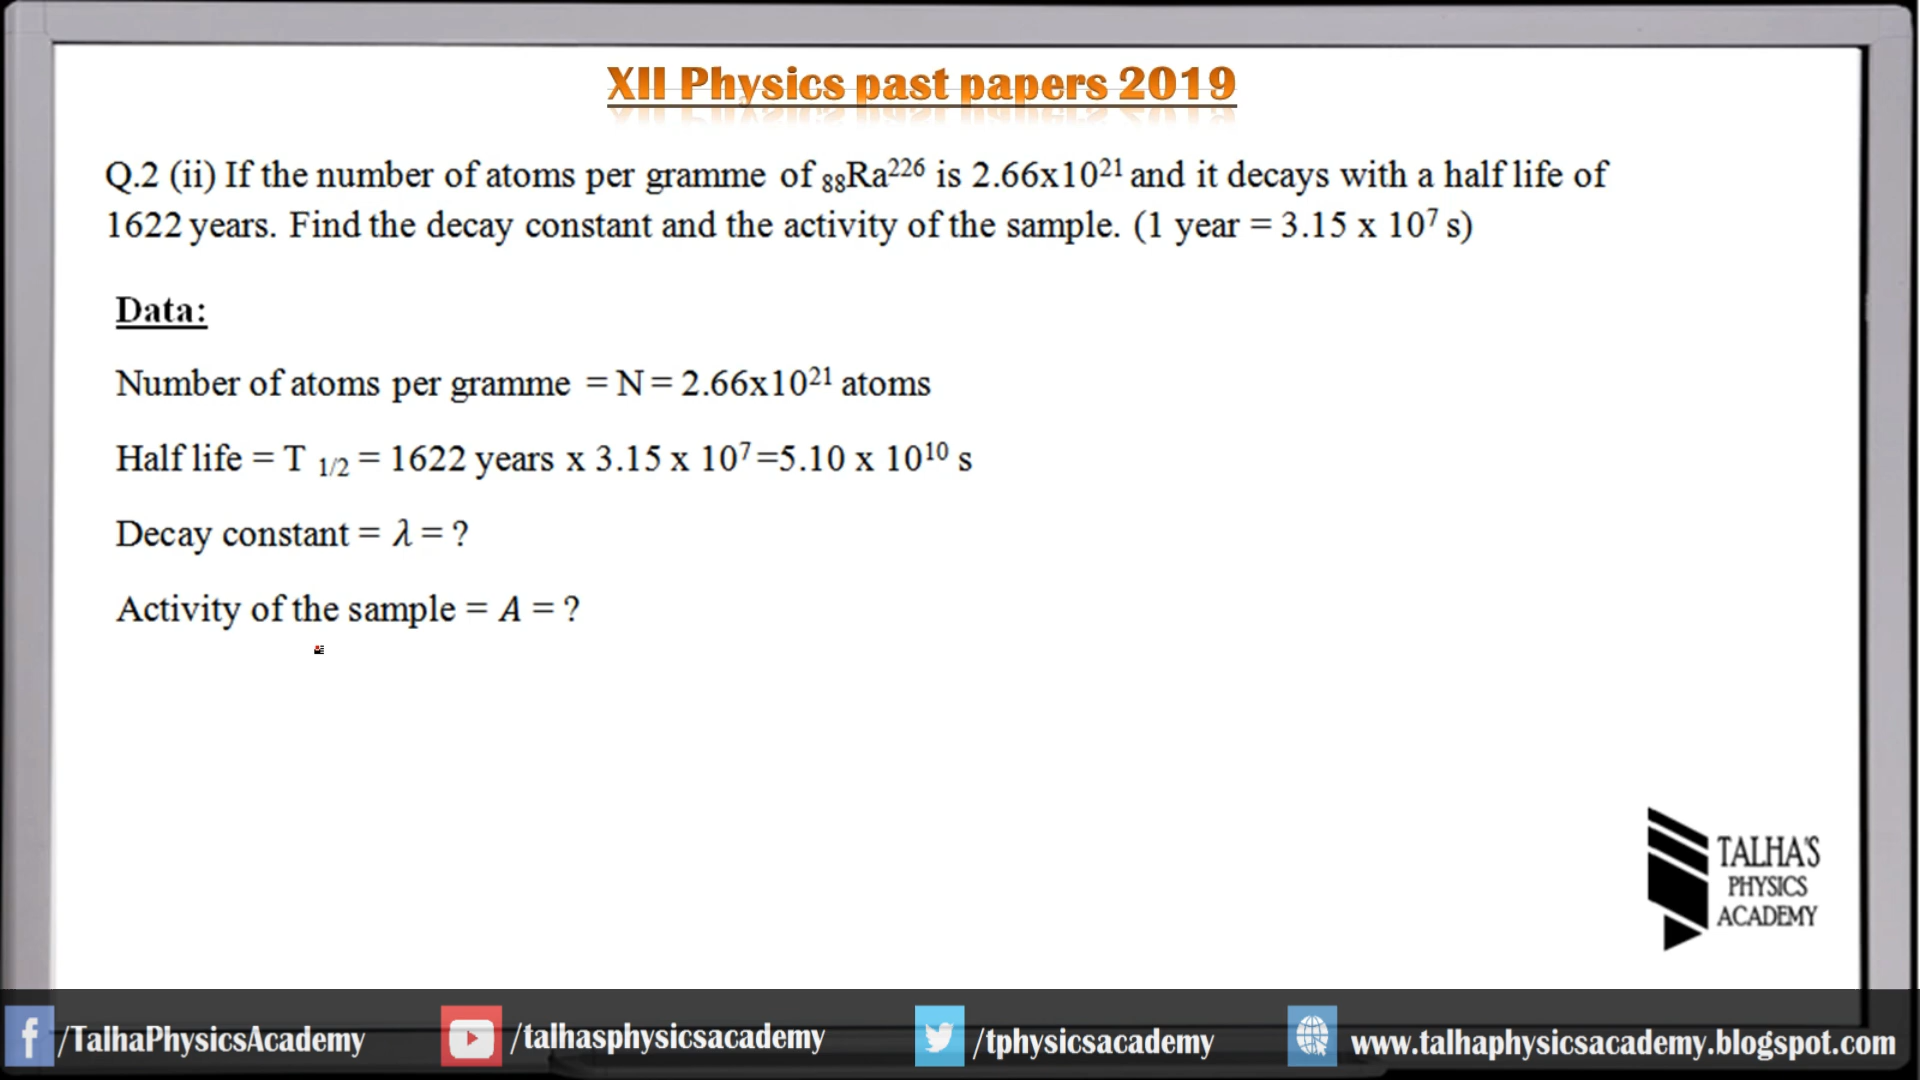 XII Physics past papers 2019
Q.2 (ii) If the number of atoms per gramme of ₈₈Ra²²⁶ is 2.66x10²¹ and it decays with a half life of
1622 years. Find the decay constant and the activity of the sample. (1 year = 3.15 x 10⁷ s)
Data:
Number of atoms per gramme = N = 2.66x10²¹ atoms
Half life = T ₁/₂ = 1622 years x 3.15 x 10⁷ =5.10 x 10¹⁰ s
Decay constant = λ = ?
Activity of the sample = A = ?
TALHA'S
PHYSICS
ACADEMY
/TalhaPhysicsAcademy
/talhasphysicsacademy
/tphysicsacademy
www.talhaphysicsacademy.blogspot.com